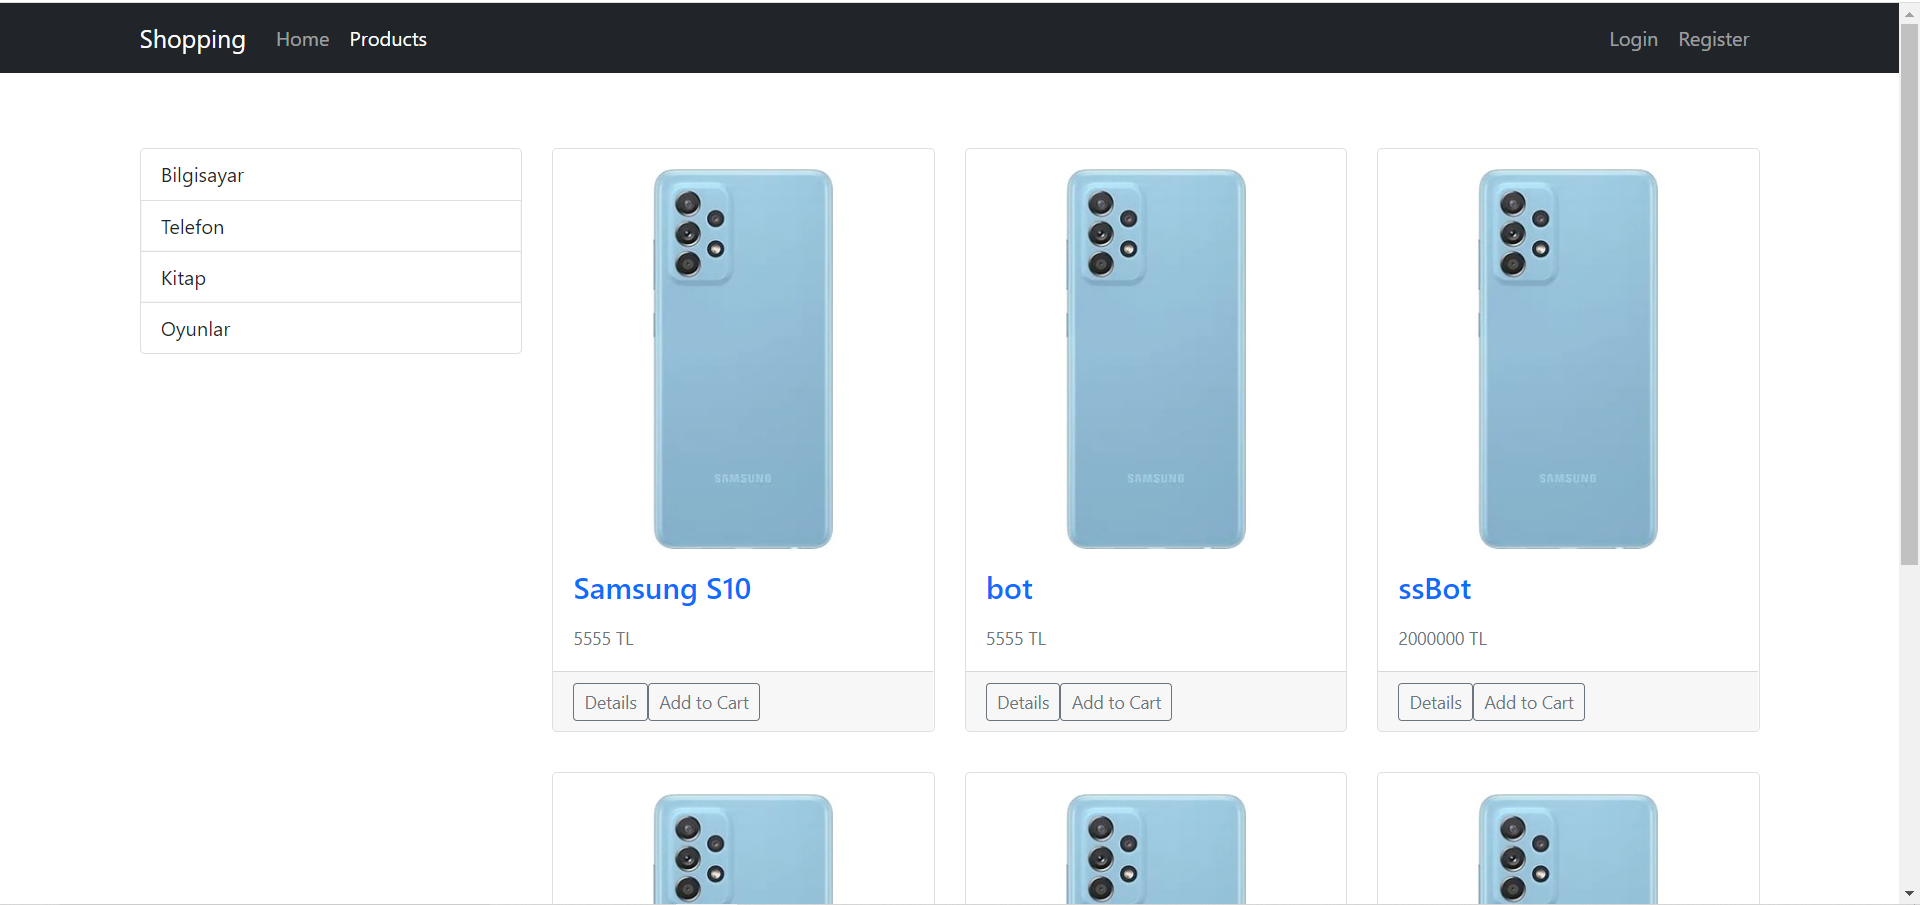 Shopping Home Products Login Register
Bilgisayar
Telefon
Kitap
Oyunlar
SAMSUNG
Samsung S10
5555 TL
Details Add to Cart
SAMSUNG
bot
5555 TL
Details Add to Cart
SAMSUNG
ssBot
2000000 TL
Details Add to Cart